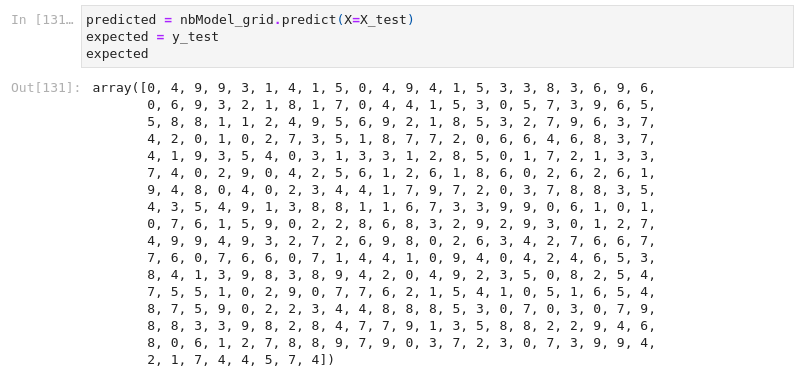 In [131...
predicted = nbModel_grid.predict(X=X_test)
expected = y_test
expected
Out[131]: array([0, 4, 9, 9, 3, 1, 4, 1, 5, 0, 4, 9, 4, 1, 5, 3, 3, 8, 3, 6, 9, 6,
0, 6, 9, 3, 2, 1, 8, 1, 7, 0, 4, 4, 1, 5, 3, 0, 5, 7, 3, 9, 6, 5,
5, 8, 8, 1, 1, 2, 4, 9, 5, 6, 9, 2, 1, 8, 5, 3, 2, 7, 9, 6, 3, 7,
4, 2, 0, 1, 0, 2, 7, 3, 5, 1, 8, 7, 7, 2, 0, 6, 6, 4, 6, 8, 3, 7,
4, 1, 9, 3, 5, 4, 0, 3, 1, 3, 3, 1, 2, 8, 5, 0, 1, 7, 2, 1, 3, 3,
7, 4, 0, 2, 9, 0, 4, 2, 5, 6, 1, 2, 6, 1, 8, 6, 0, 2, 6, 2, 6, 1,
9, 4, 8, 0, 4, 0, 2, 3, 4, 4, 1, 7, 9, 7, 2, 0, 3, 7, 8, 8, 3, 5,
4, 3, 5, 4, 9, 1, 3, 8, 8, 1, 1, 6, 7, 3, 3, 9, 9, 0, 6, 1, 0, 1,
0, 7, 6, 1, 5, 9, 0, 2, 2, 8, 6, 8, 3, 2, 9, 2, 9, 3, 0, 1, 2, 7,
4, 9, 9, 4, 9, 3, 2, 7, 2, 6, 9, 8, 0, 2, 6, 3, 4, 2, 7, 6, 6, 7,
7, 6, 0, 7, 6, 6, 0, 7, 1, 4, 4, 1, 0, 9, 4, 0, 4, 2, 4, 6, 5, 3,
8, 4, 1, 3, 9, 8, 3, 8, 9, 4, 2, 0, 4, 9, 2, 3, 5, 0, 8, 2, 5, 4,
7, 5, 5, 1, 0, 2, 9, 0, 7, 7, 6, 2, 1, 5, 4, 1, 0, 5, 1, 6, 5, 4,
8, 7, 5, 9, 0, 2, 2, 3, 4, 4, 8, 8, 8, 5, 3, 0, 7, 0, 3, 0, 7, 9,
8, 8, 3, 3, 9, 8, 2, 8, 4, 7, 7, 9, 1, 3, 5, 8, 8, 2, 2, 9, 4, 6,
8, 0, 6, 1, 2, 7, 8, 8, 9, 7, 9, 0, 3, 7, 2, 3, 0, 7, 3, 9, 9, 4,
2, 1, 7, 4, 4, 5, 7, 4])